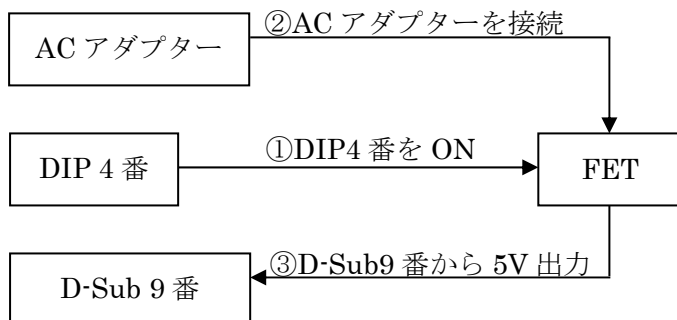 ②ACアダプターを接続
ACアダプター
①DIP4番をON
DIP 4番
FET
③D-Sub9番から5V出力
D-Sub 9番